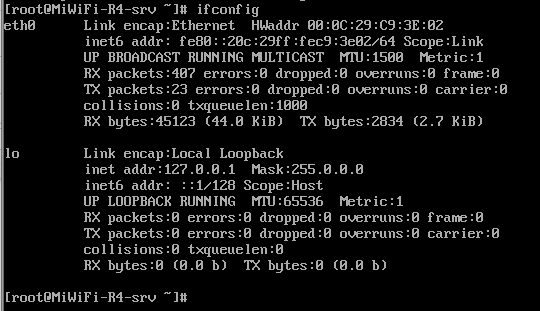 [root@MiWiFi-R4-srv ~]# ifconfig
eth0      Link encap:Ethernet  HWaddr 00:0C:29:C9:3E:02
          inet6 addr: fe80::20c:29ff:fec9:3e02/64 Scope:Link
          UP BROADCAST RUNNING MULTICAST  MTU:1500  Metric:1
          RX packets:407 errors:0 dropped:0 overruns:0 frame:0
          TX packets:23 errors:0 dropped:0 overruns:0 carrier:0
          collisions:0 txqueuelen:1000
          RX bytes:45123 (44.0 KiB)  TX bytes:2834 (2.7 KiB)

lo        Link encap:Local Loopback
          inet addr:127.0.0.1  Mask:255.0.0.0
          inet6 addr: ::1/128 Scope:Host
          UP LOOPBACK RUNNING  MTU:65536  Metric:1
          RX packets:0 errors:0 dropped:0 overruns:0 frame:0
          TX packets:0 errors:0 dropped:0 overruns:0 carrier:0
          collisions:0 txqueuelen:0
          RX bytes:0 (0.0 b)  TX bytes:0 (0.0 b)

[root@MiWiFi-R4-srv ~]#